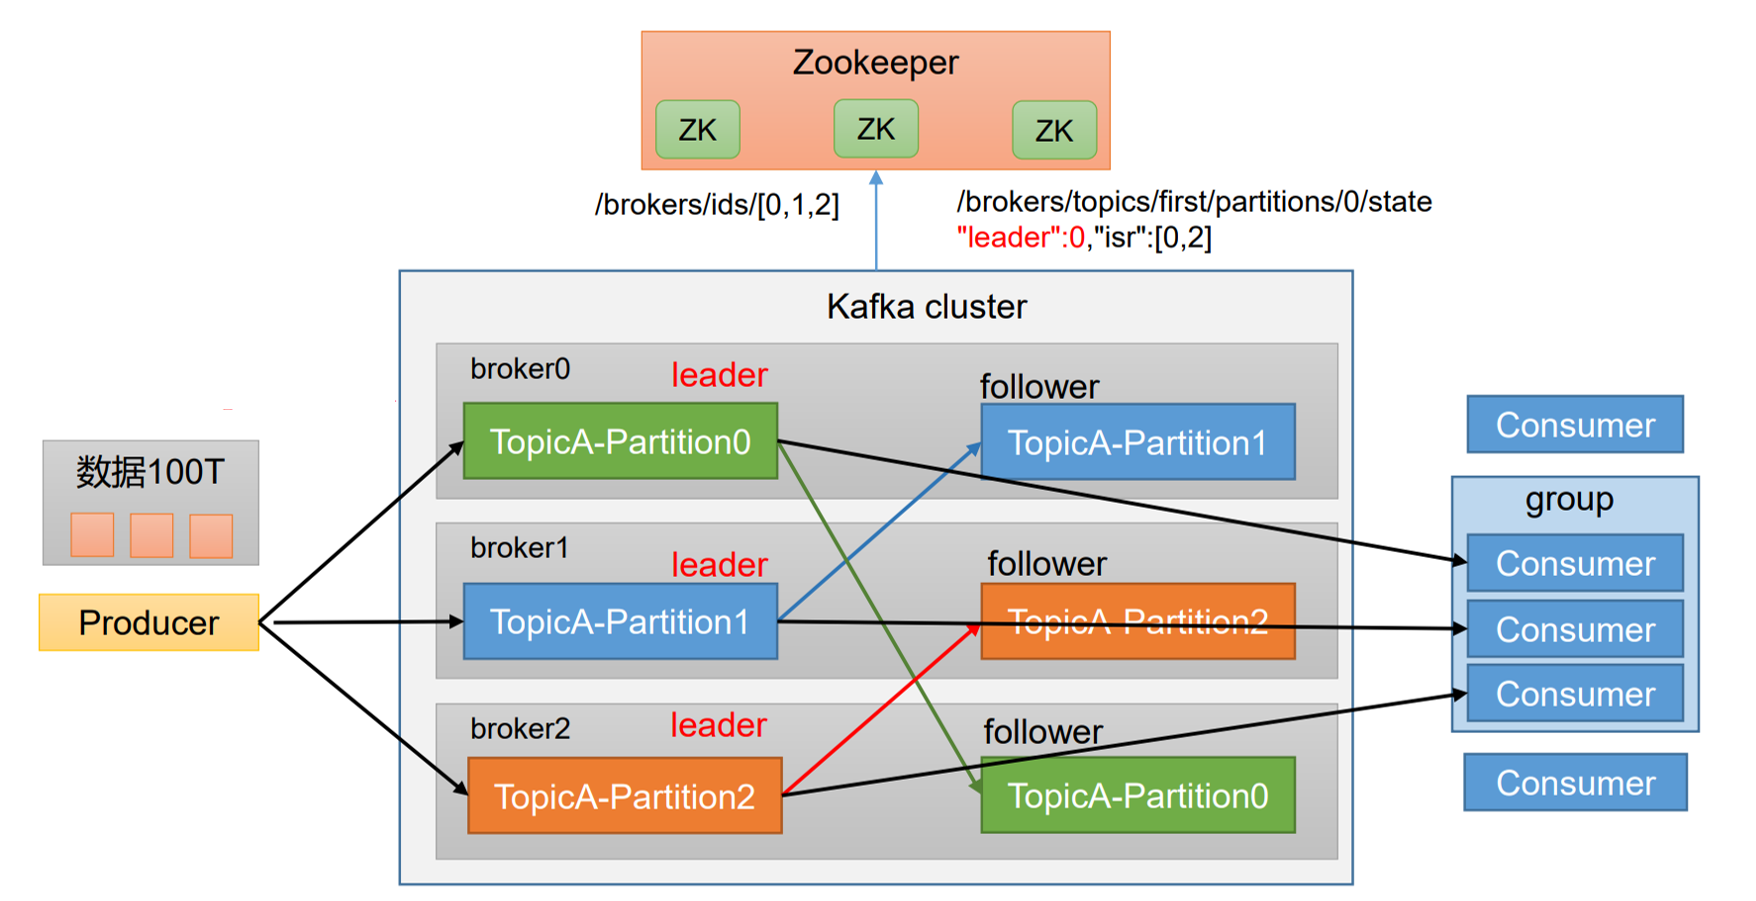 Zookeeper
ZK
ZK
ZK
/brokers/ids/[0,1,2]
/brokers/topics/first/partitions/0/state
"leader":0,"isr":[0,2]
Kafka cluster
broker0
leader
follower
TopicA-Partition0
TopicA-Partition1
broker1
leader
follower
TopicA-Partition1
TopicA-Partition2
broker2
leader
follower
TopicA-Partition2
TopicA-Partition0
数据100T
Producer
Consumer
group
Consumer
Consumer
Consumer
Consumer